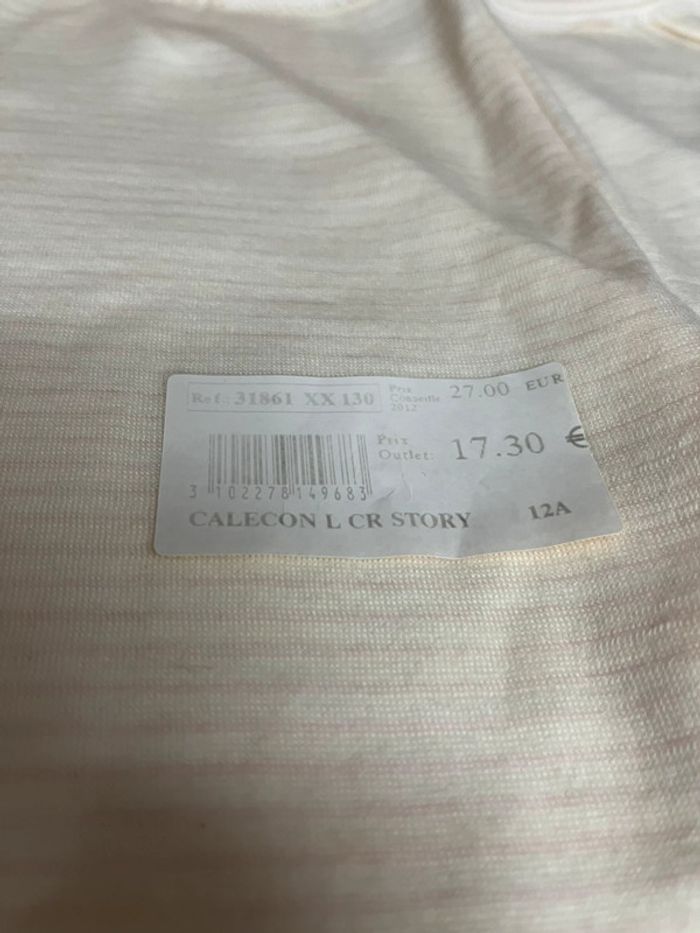 Ref.: 31861 XX 130
Prix Conseille 2012 27.00 EUR
3 102278 149683
Prix Outlet: 17.30 €
CALECON L CR STORY 12A